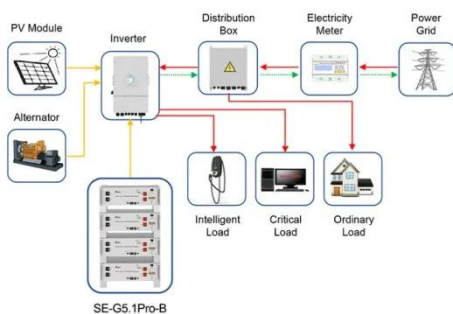 PV Module
Inverter
Distribution
Box
Electricity
Meter
Power
Grid
Alternator
Intelligent
Load
Critical
Load
Ordinary
Load
SE-G5.1Pro-B